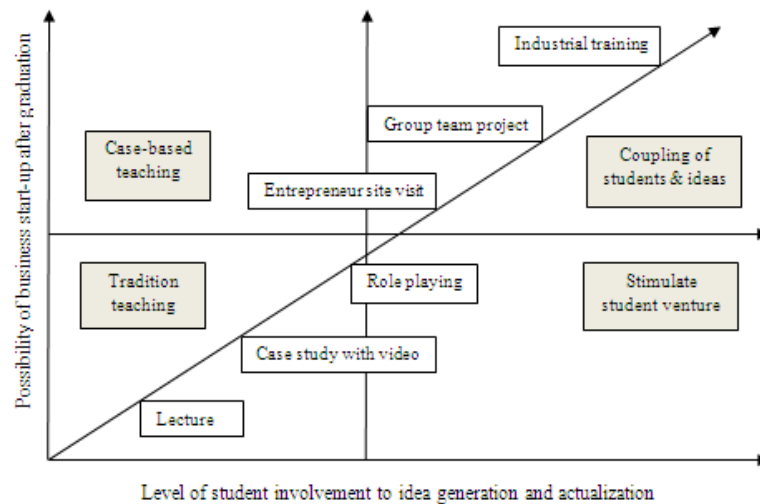 Possibility of business start-up after graduation
Industrial training
Group team project
Case-based
teaching
Coupling of
students & ideas
Entrepreneur site visit
Tradition
teaching
Role playing
Stimulate
student venture
Case study with video
Lecture
Level of student involvement to idea generation and actualization